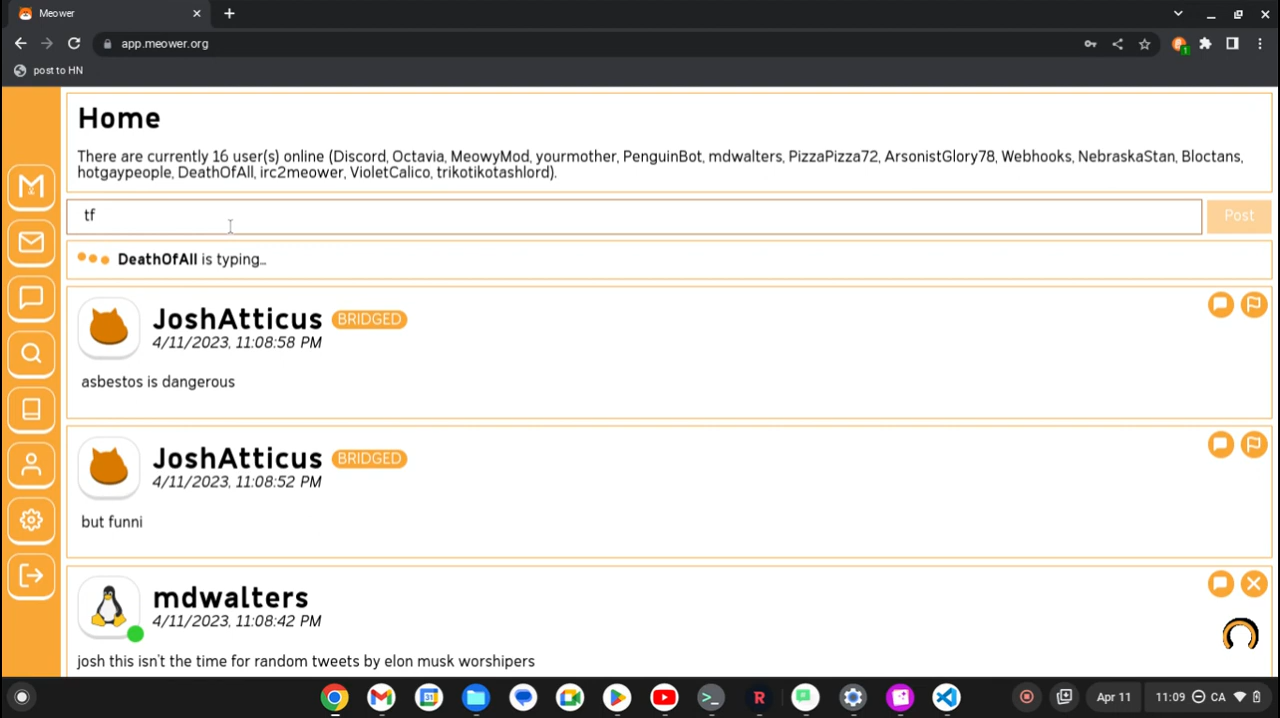 Meower
app.meower.org
1
post to HN
Home
There are currently 16 user(s) online (Discord, Octavia, MeowyMod, yourmother, PenguinBot, mdwalters, PizzaPizza72, ArsonistGlory78, Webhooks, NebraskaStan, Bloctans,
hotgaypeople, DeathOfAll, irc2meower, VioletCalico, trikotikotashlord).
tf
Post
DeathOfAll is typing...
JoshAtticus BRIDGED
4/11/2023, 11:08:58 PM
asbestos is dangerous
JoshAtticus BRIDGED
4/11/2023, 11:08:52 PM
but funni
mdwalters
4/11/2023, 11:08:42 PM
josh this isn't the time for random tweets by elon musk worshipers
Apr 11
11:09
CA